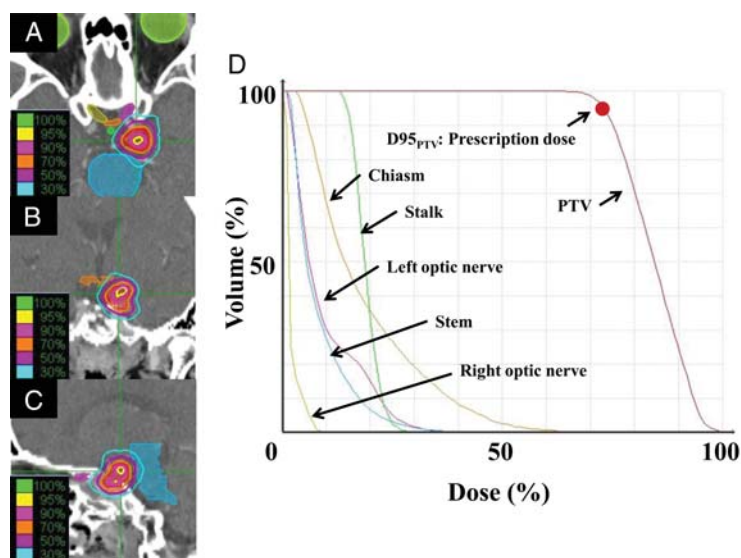 A
100%
95%
90%
70%
50%
30%
B
100%
95%
90%
70%
50%
30%
C
100%
95%
90%
70%
50%
30%
D
100
D95PTV: Prescription dose
Chiasm
Stalk
PTV
Left optic nerve
50
Stem
Right optic nerve
Volume (%)
0
50
100
Dose (%)